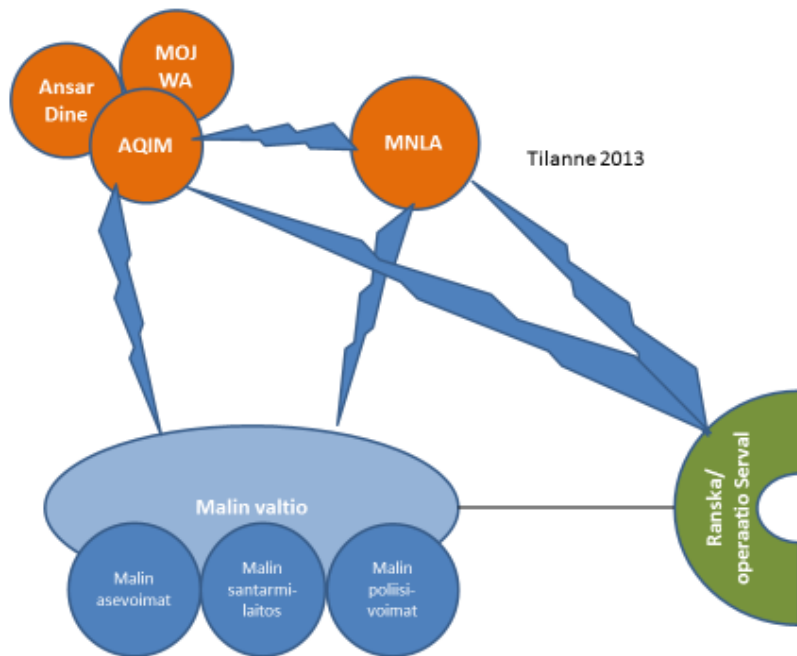 MOJ
WA
Ansar
Dine
AQIM
MNLA
Tilanne 2013
Malin valtio
Malin
asevoimat
Malin
santarmi-
laitos
Malin
poliisi-
voimat
Ranska/
operaatio Serval